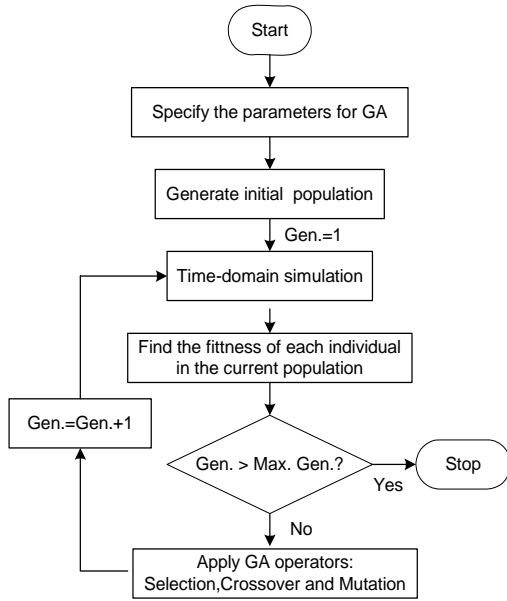 Start
Specify the parameters for GA
Generate initial population
Gen.=1
Time-domain simulation
Find the fittness of each individual
in the current population
Gen.=Gen.+1
Gen. > Max. Gen.?
Stop
Yes
No
Apply GA operators:
Selection,Crossover and Mutation